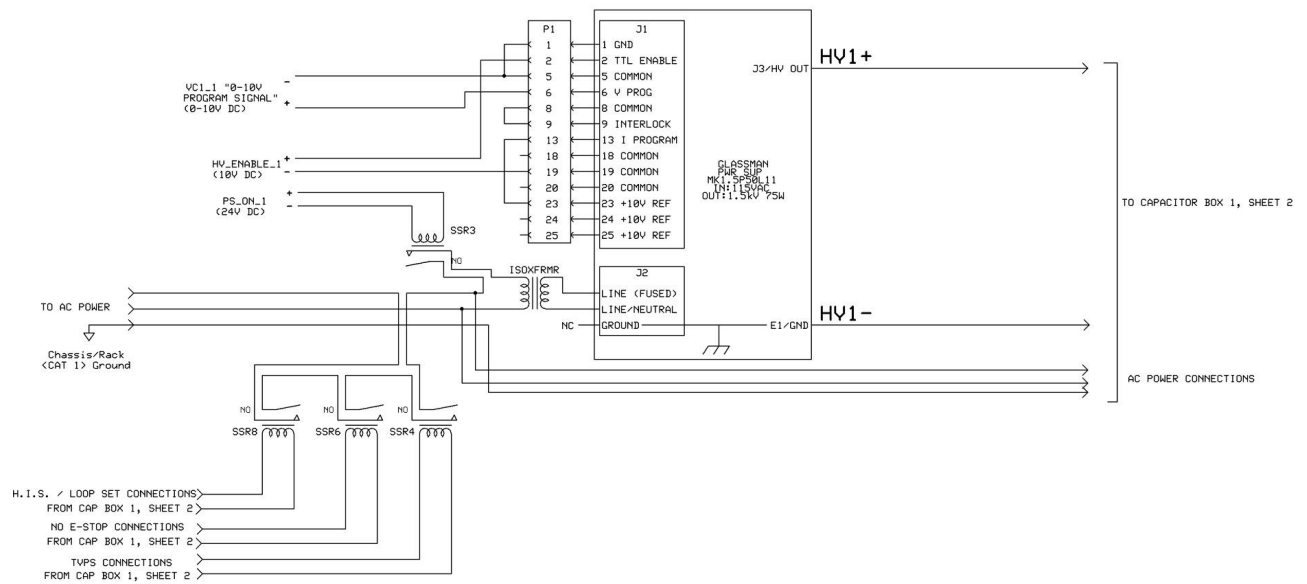 P1
J1
1 1 GND
2 2 TTL ENABLE
5 5 COMMON
6 6 V PROG
8 8 COMMON
9 9 INTERLOCK
13 13 I PROGRAM
18 18 COMMON
19 19 COMMON
20 20 COMMON
23 23 +10V REF
24 24 +10V REF
25 25 +10V REF
J3/HV OUT
HV1+
VC1_1 "0-10V
PROGRAM SIGNAL"
(0-10V DC)
-
+
HV_ENABLE_1
(10V DC)
+
-
PS_ON_1
(24V DC)
+
-
GLASSMAN
PWR SUP
MK1.5P50L11
IN:115VAC
OUT:1.5kV 75W
TO CAPACITOR BOX 1, SHEET 2
SSR3
NO
ISOXFRMR
J2
LINE (FUSED)
LINE/NEUTRAL
NC
GROUND
E1/GND
HV1-
TO AC POWER
Chassis/Rack
<CAT 1> Ground
AC POWER CONNECTIONS
NO
NO
NO
SSR8
SSR6
SSR4
H.I.S. / LOOP SET CONNECTIONS
FROM CAP BOX 1, SHEET 2
NO E-STOP CONNECTIONS
FROM CAP BOX 1, SHEET 2
TVPS CONNECTIONS
FROM CAP BOX 1, SHEET 2